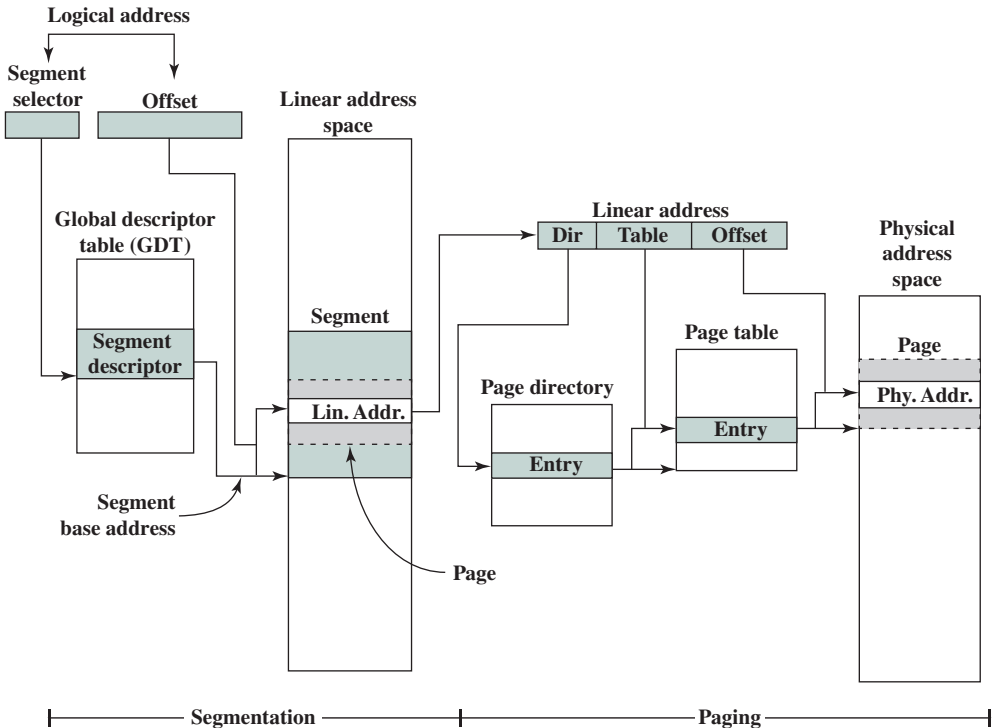 Logical address
Segment
selector
Offset
Linear address
space
Global descriptor
table (GDT)
Segment
descriptor
Segment
base address
Segment
Lin. Addr.
Page
Linear address
Dir
Table
Offset
Page directory
Entry
Page table
Entry
Physical
address
space
Page
Phy. Addr.
Segmentation
Paging